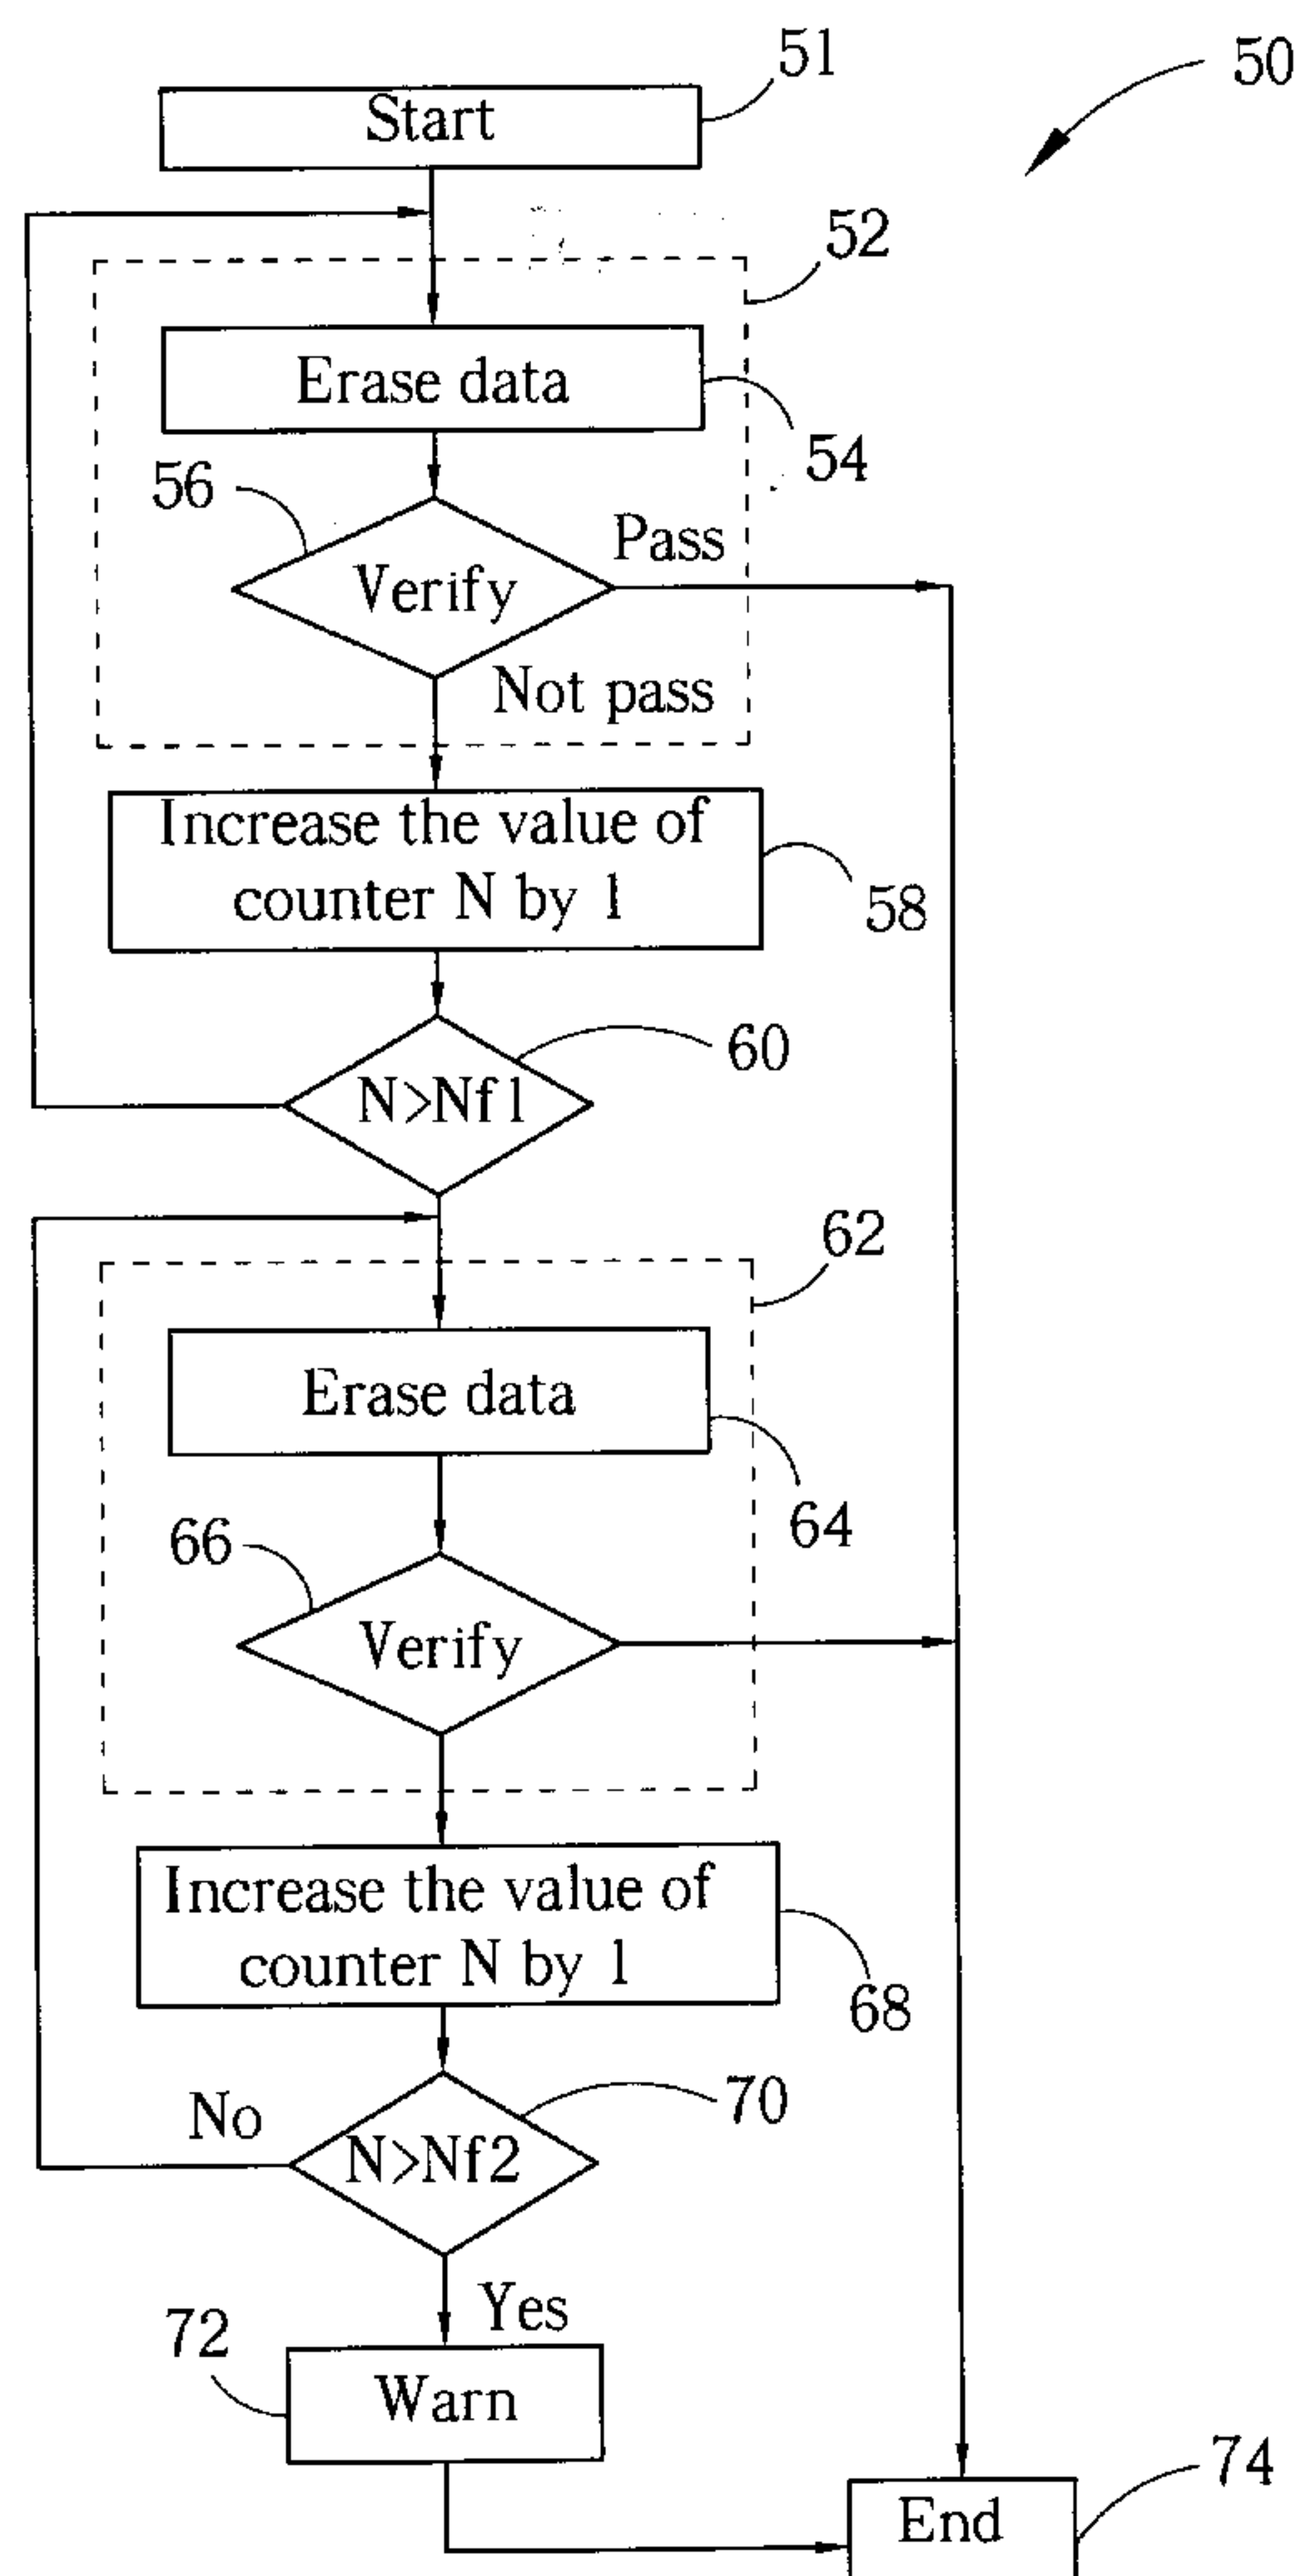 50
51
Start
52
Erase data
54
56
Verify
Pass
Not pass
Increase the value of
counter N by 1
58
60
N>Nf1
62
Erase data
64
66
Verify
Increase the value of
counter N by 1
68
70
No
N>Nf2
Yes
72
Warn
74
End